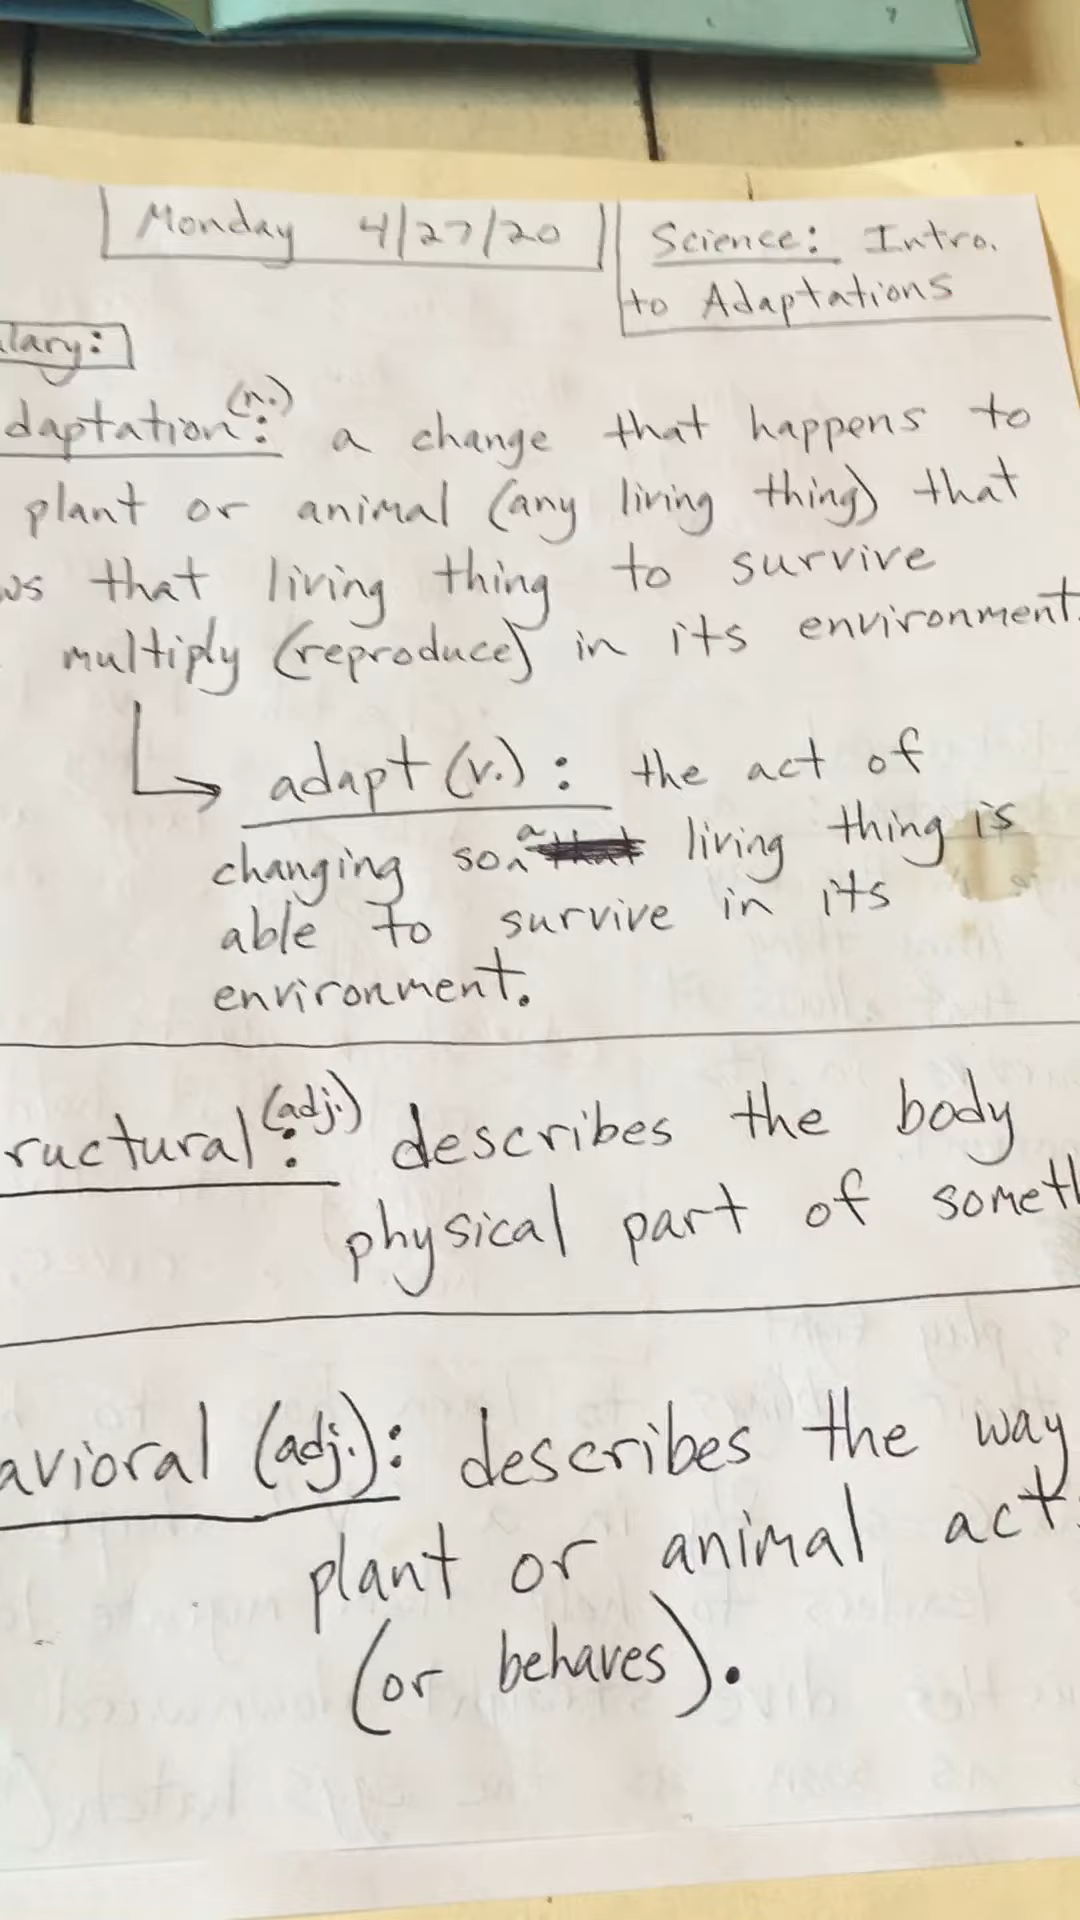 Monday 4/27/20
Science: Intro.
to Adaptations
lary:
daptation (n.): a change that happens to
plant or animal (any living thing) that
ws that living thing to survive
multiply (reproduce) in its environment.
adapt (v.): the act of
changing so a living thing is
able to survive in its
environment.
ructural (adj.): describes the body
physical part of someth
avioral (adj.): describes the way
plant or animal act
(or behaves).